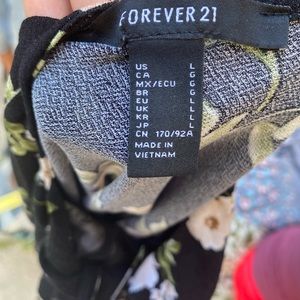 FOREVER 21
US L
CA G
MX/ECU G
BR G
EU L
UK L
KR L
JP L
CN 170/92A
MADE IN
VIETNAM